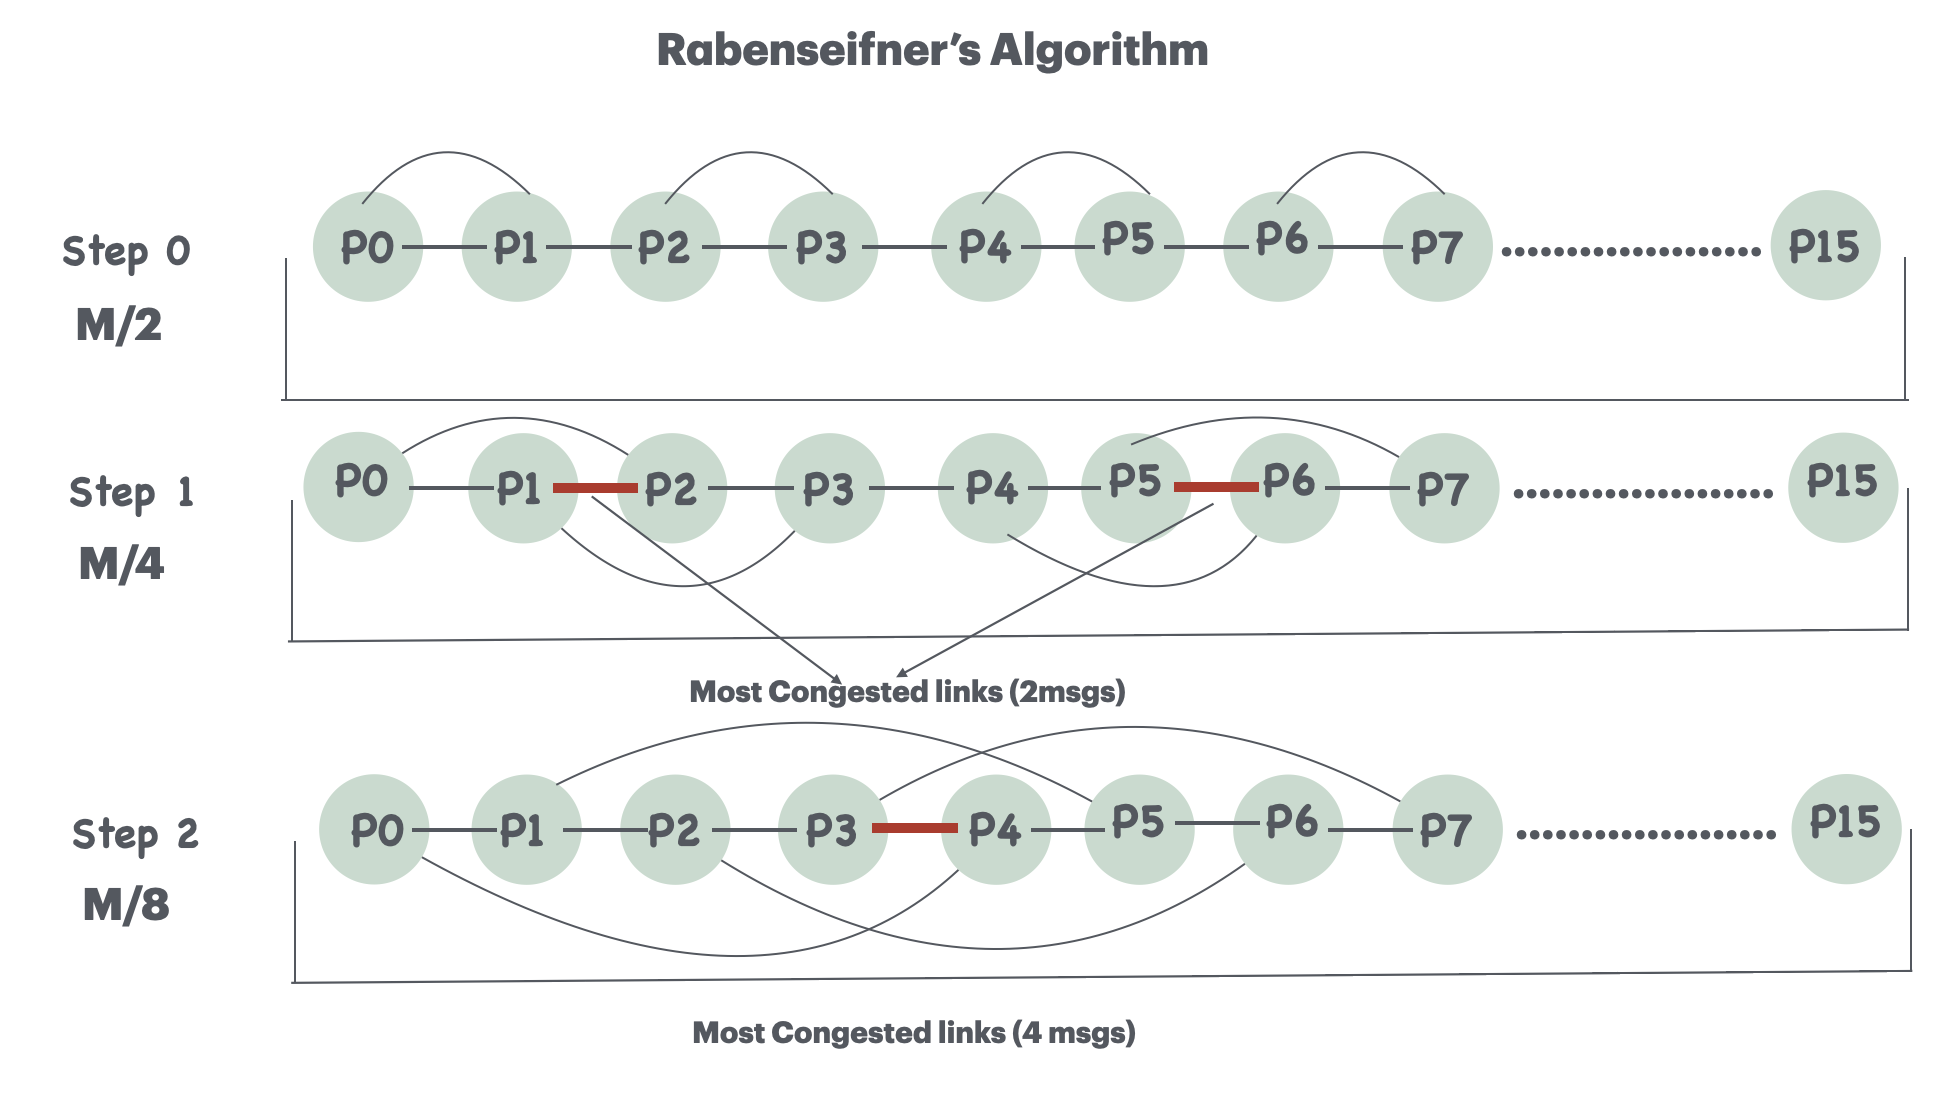 Rabenseifner's Algorithm
Step 0
M/2
P0 P1 P2 P3 P4 P5 P6 P7 P15
Step 1
M/4
P0 P1 P2 P3 P4 P5 P6 P7 P15
Most Congested links (2msgs)
Step 2
M/8
P0 P1 P2 P3 P4 P5 P6 P7 P15
Most Congested links (4 msgs)